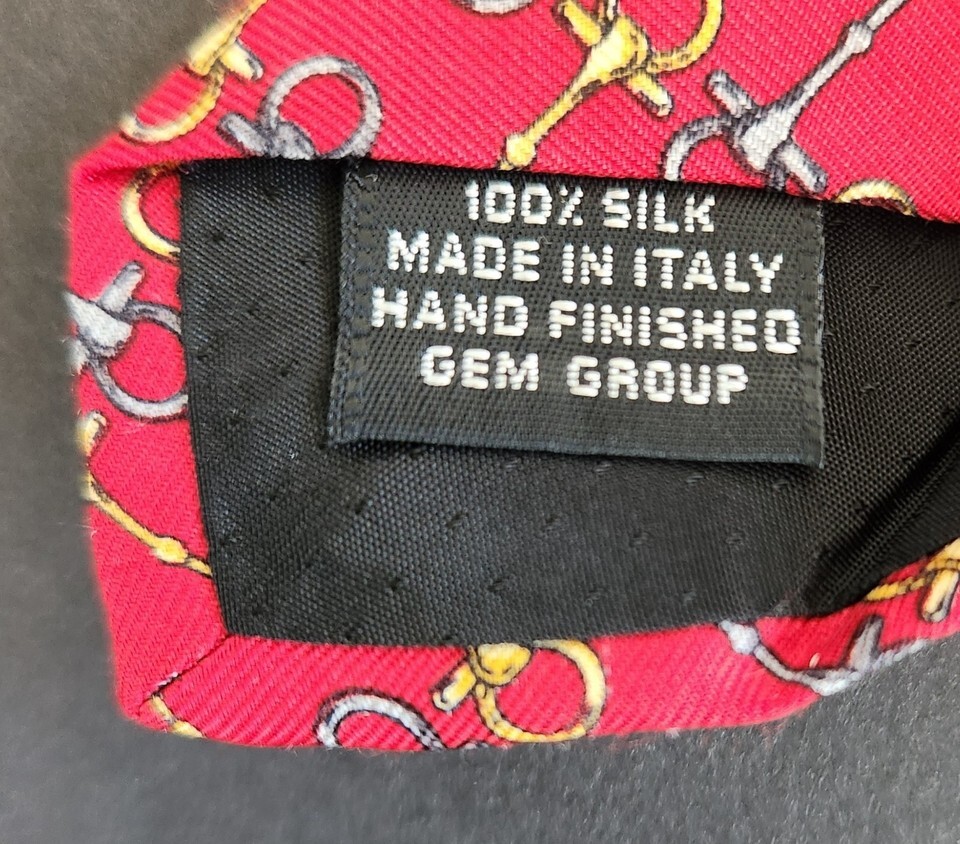 100% SILK
MADE IN ITALY
HAND FINISHED
GEM GROUP